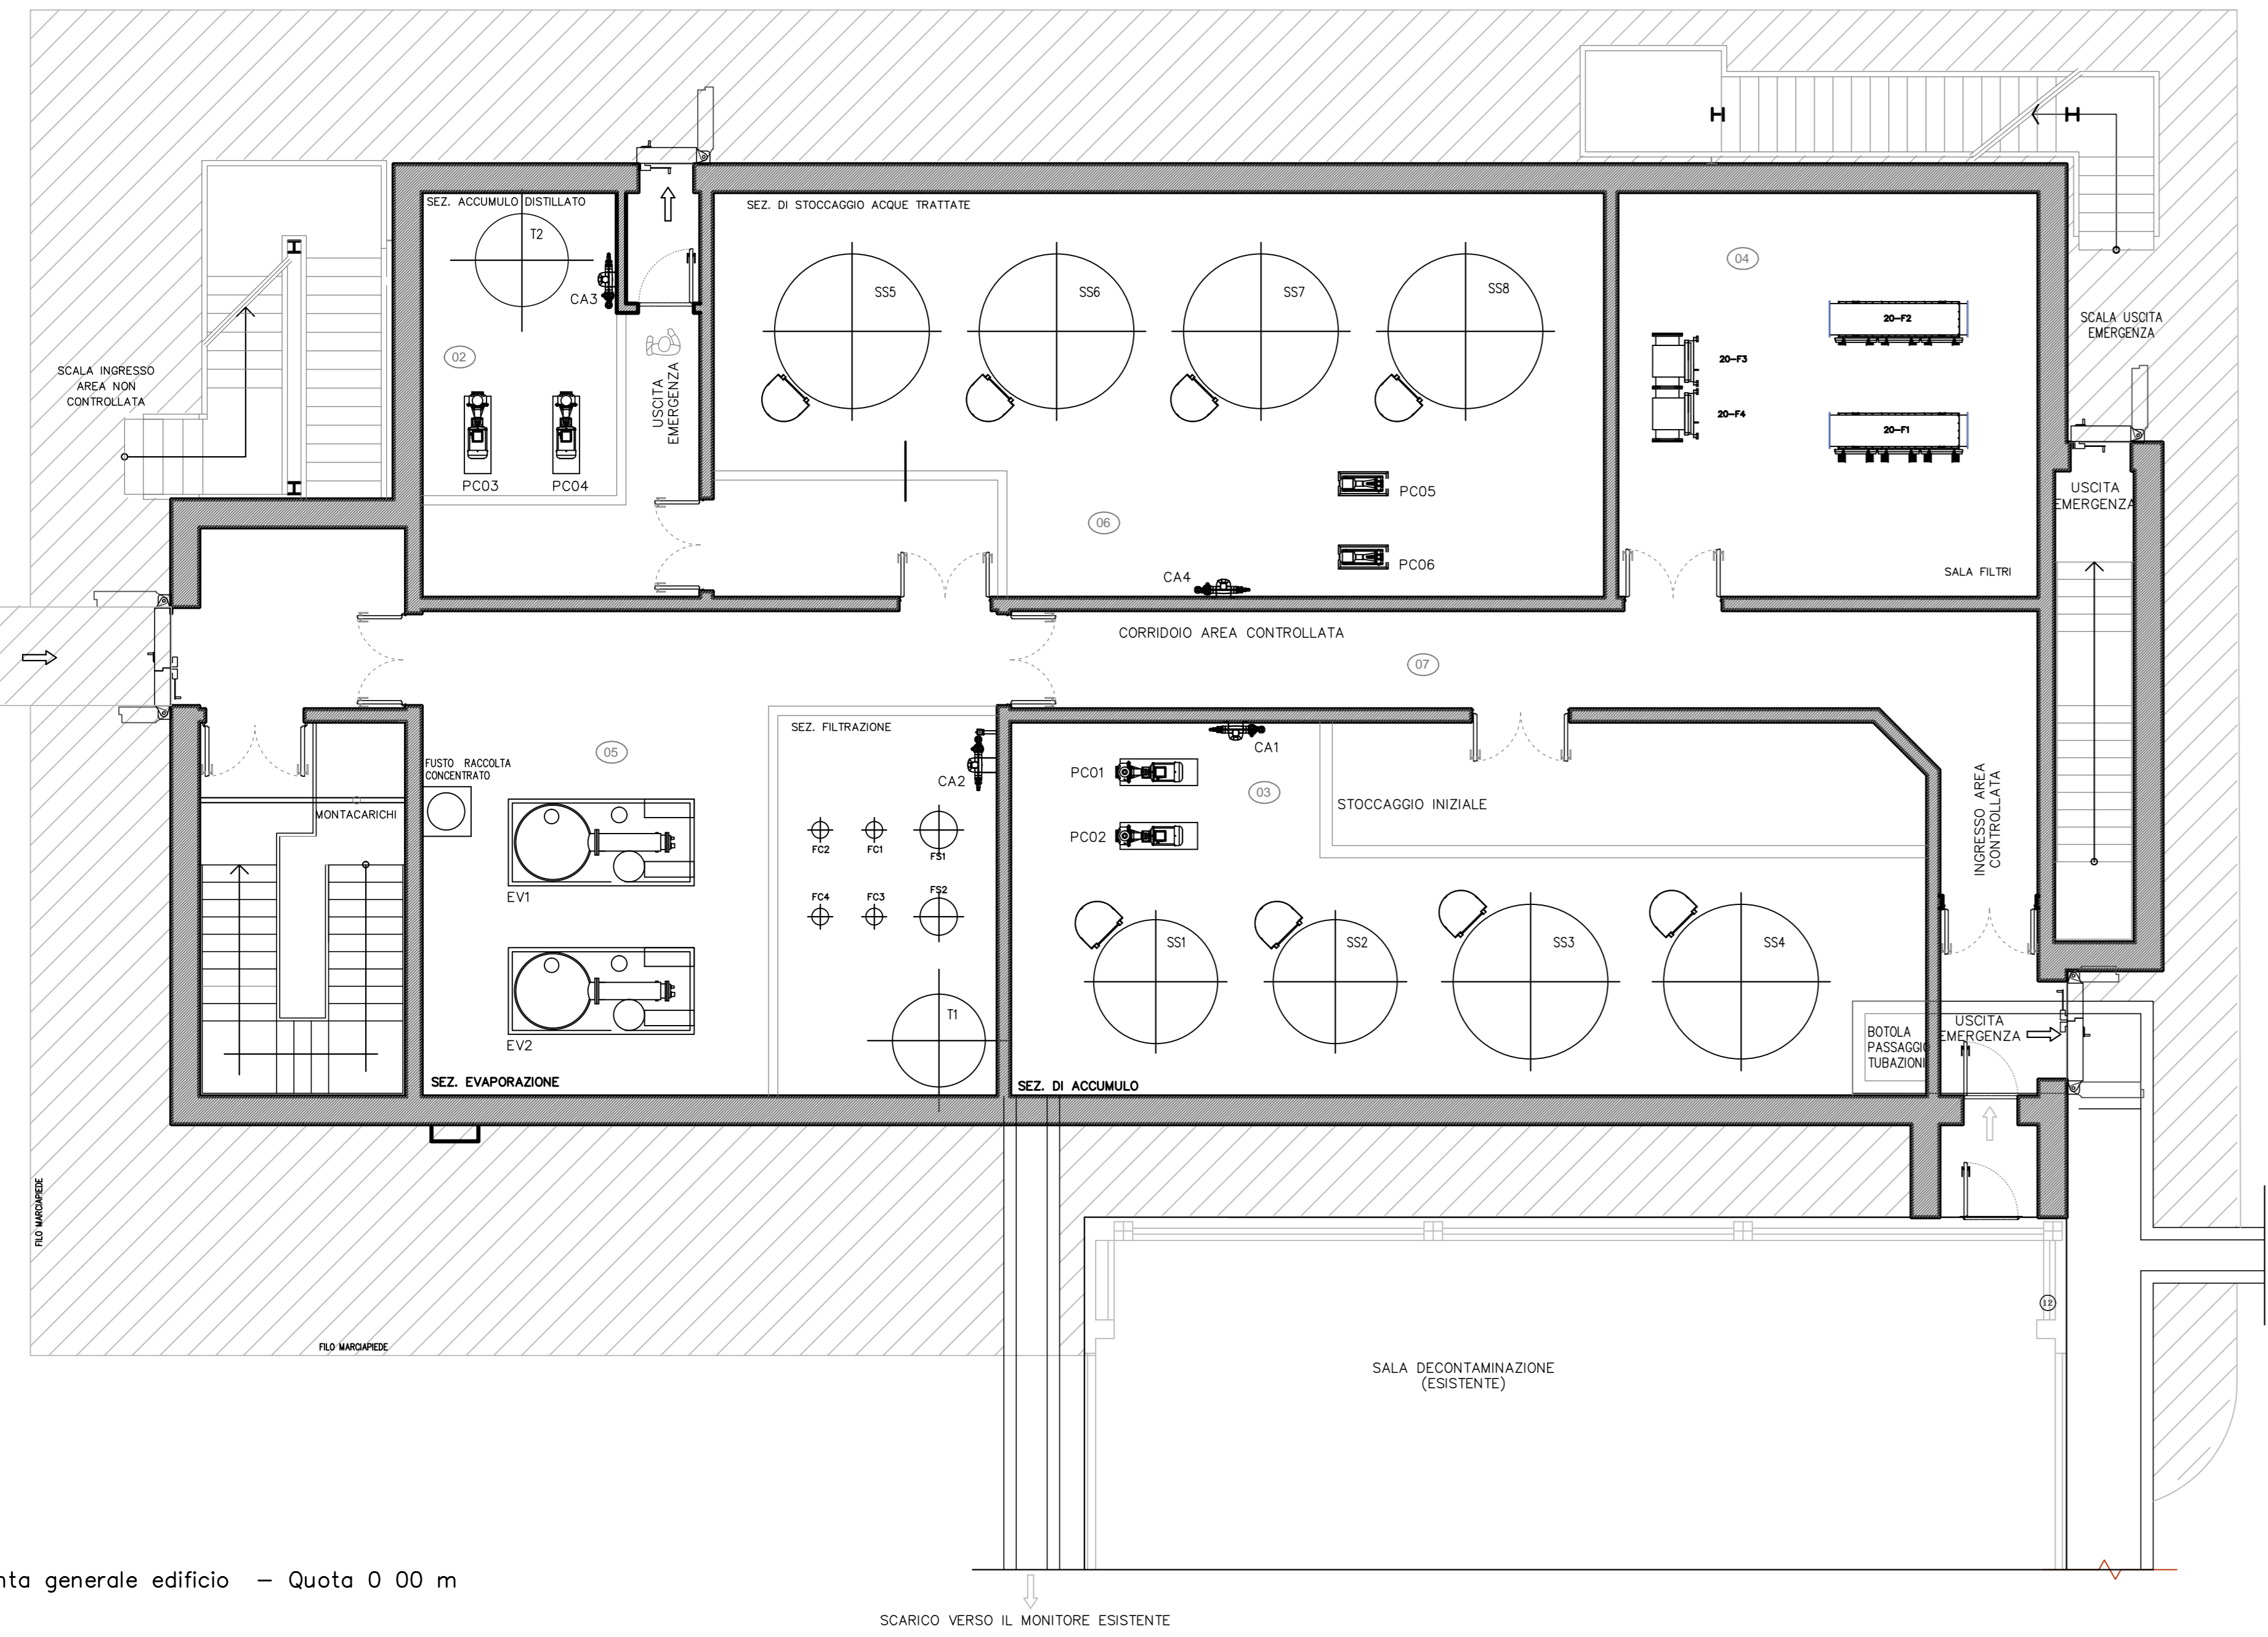 SEZ. ACCUMULO DISTILLATO
T2
CA3
02
PC03
PC04
USCITA
EMERGENZA
SEZ. DI STOCCAGGIO ACQUE TRATTATE
SS5
SS6
SS7
SS8
PC05
PC06
06
CA4
04
20-F2
20-F3
20-F4
20-F1
SALA FILTRI
SCALA USCITA
EMERGENZA
USCITA
EMERGENZA
SCALA INGRESSO
AREA NON
CONTROLLATA
CORRIDOIO AREA CONTROLLATA
07
MONTACARICHI
FUSTO RACCOLTA
CONCENTRATO
05
SEZ. FILTRAZIONE
CA2
FC2
FC1
FS1
FC4
FC3
FS2
EV1
EV2
T1
SEZ. EVAPORAZIONE
CA1
PC01
PC02
03
STOCCAGGIO INIZIALE
SS1
SS2
SS3
SS4
SEZ. DI ACCUMULO
INGRESSO AREA
CONTROLLATA
BOTOLA
PASSAGGIO
TUBAZIONI
USCITA
EMERGENZA
FILO MARCIAPIEDE
FILO MARCIAPIEDE
12
SALA DECONTAMINAZIONE
(ESISTENTE)
nta generale edificio – Quota 0 00 m
SCARICO VERSO IL MONITORE ESISTENTE